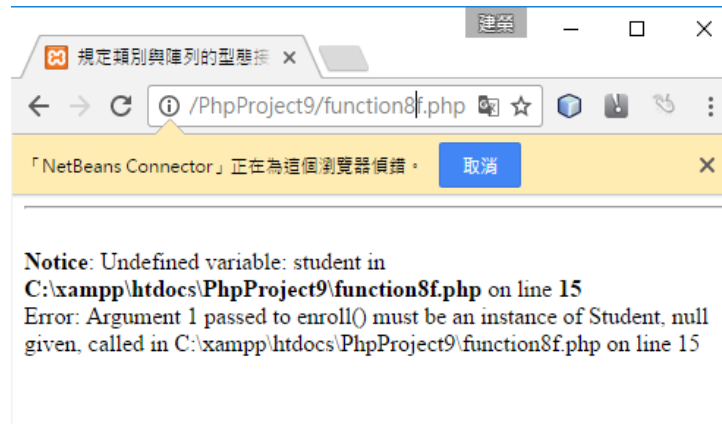 建榮
規定類別與陣列的型態接
/PhpProject9/function8f.php
「NetBeans Connector」正在為這個瀏覽器偵錯。 取消
Notice: Undefined variable: student in
C:\xampp\htdocs\PhpProject9\function8f.php on line 15
Error: Argument 1 passed to enroll() must be an instance of Student, null
given, called in C:\xampp\htdocs\PhpProject9\function8f.php on line 15